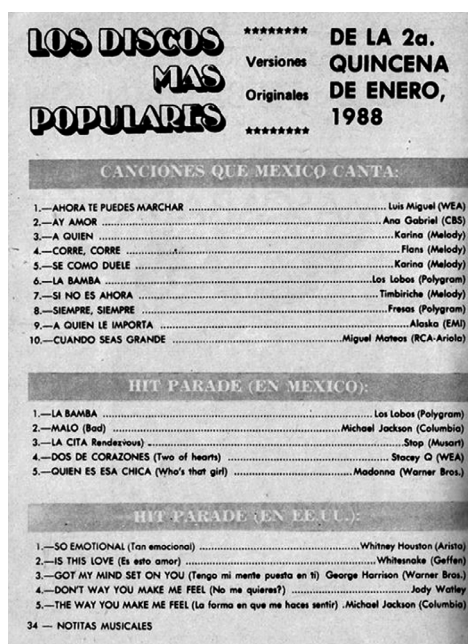 LOS DISCOS
MAS
POPULARES
********
Versiones
Originales
********
DE LA 2a.
QUINCENA
DE ENERO,
1988
CANCIONES QUE MEXICO CANTA:
1.—AHORA TE PUEDES MARCHAR ........ Luis Miguel (WEA)
2.—AY AMOR ........ Ana Gabriel (CBS)
3.—A QUIEN ........ Karina (Melody)
4.—CORRE, CORRE ........ Flans (Melody)
5.—SE COMO DUELE ........ Karina (Melody)
6.—LA BAMBA ........ Los Lobos (Polygram)
7.—SI NO ES AHORA ........ Timbiriche (Melody)
8.—SIEMPRE, SIEMPRE ........ Fresas (Polygram)
9.—A QUIEN LE IMPORTA ........ Alaska (EMI)
10.—CUANDO SEAS GRANDE ........ Miguel Mateos (RCA-Ariola)
HIT PARADE (EN MEXICO):
1.—LA BAMBA ........ Los Lobos (Polygram)
2.—MALO (Bad) ........ Michael Jackson (Columbia)
3.—LA CITA Rendezvous) ........ Stop (Musart)
4.—DOS DE CORAZONES (Two of hearts) ........ Stacey Q (WEA)
5.—QUIEN ES ESA CHICA (Who's that girl) ........ Madonna (Warner Bros.)
HIT PARADE (EN EE.UU.):
1.—SO EMOTIONAL (Tan emocional) ........ Whitney Houston (Arista)
2.—IS THIS LOVE (Es esto amor) ........ Whitesnake (Geffen)
3.—GOT MY MIND SET ON YOU (Tengo mi mente puesta en ti) George Harrison (Warner Bros.)
4.—DON'T WAY YOU MAKE ME FEEL (No me quieres?) ........ Jody Watley
5.—THE WAY YOU MAKE ME FEEL (La forma en que me haces sentir) .Michael Jackson (Columbia)
34 — NOTITAS MUSICALES